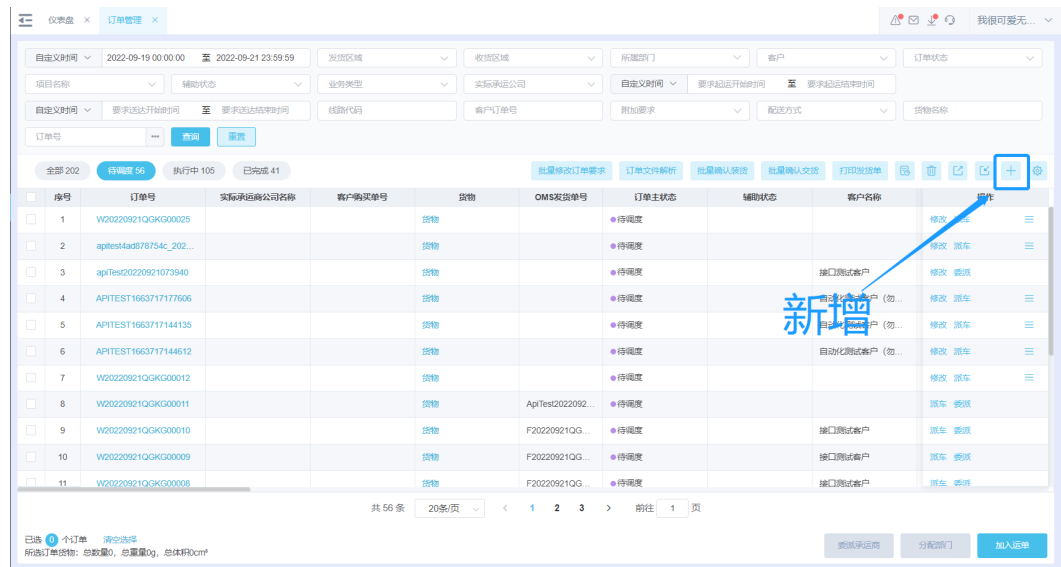 仪表盘 × 订单管理 × 我很可爱无...
自定义时间 2022-09-19 00:00:00 至 2022-09-21 23:59:59 发货区域 收货区域 所属部门 客户 订单状态
项目名称 辅助状态 业务类型 实际承运公司 自定义时间 要求起运开始时间 至 要求起运结束时间
自定义时间 要求送达开始时间 至 要求送达结束时间 线路代码 客户订单号 附加要求 配送方式 货物名称
订单号 ••• 查询 重置
全部 202 待调度 56 执行中 105 已完成 41 批量修改订单要求 订单文件解析 批量确认装货 批量确认交货 打印发货单
序号 订单号 实际承运商公司名称 客户购买单号 货物 OMS发货单号 订单主状态 辅助状态 客户名称 操作
1 W20220921QGKG00025 货物 待调度 修改 派车
2 apitest4ad878754c_202... 货物 待调度 修改 派车
3 apiTest20220921073940 货物 待调度 接口测试客户 修改 委派
4 APITEST1663717177606 货物 待调度 自动化测试客户（勿... 修改 派车
5 APITEST1663717144135 货物 待调度 自动化测试客户（勿... 修改 派车
新增
6 APITEST1663717144612 货物 待调度 自动化测试客户（勿... 修改 派车
7 W20220921QGKG00012 货物 待调度 修改 派车
8 W20220921QGKG00011 货物 ApiTest2022092... 待调度 派车 委派
9 W20220921QGKG00010 货物 F20220921QG... 待调度 接口测试客户 派车 委派
10 W20220921QGKG00009 货物 F20220921QG... 待调度 接口测试客户 派车 委派
11 W20220921QGKG00008 货物 F20220921QG... 待调度 接口测试客户 派车 委派
共 56 条 20条/页 1 2 3 前往 1 页
已选 0 个订单 清空选择
所选订单货物：总数量0，总重量0g，总体积0cm³
委派承运商 分配部门 加入运单